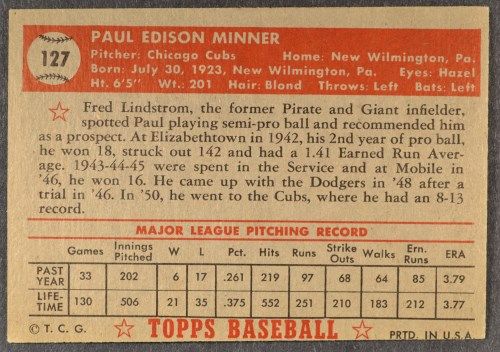 127
PAUL EDISON MINNER
Pitcher: Chicago Cubs Home: New Wilmington, Pa.
Born: July 30, 1923, New Wilmington, Pa. Eyes: Hazel
Ht. 6'5" Wt.: 201 Hair: Blond Throws: Left Bats: Left
Fred Lindstrom, the former Pirate and Giant infielder,
spotted Paul playing semi-pro ball and recommended him
as a prospect. At Elizabethtown in 1942, his 2nd year of pro ball,
he won 18, struck out 142 and had a 1.41 Earned Run Aver-
age. 1943-44-45 were spent in the Service and at Mobile in
'46, he won 16. He came up with the Dodgers in '48 after a
trial in '46. In '50, he went to the Cubs, where he had an 8-13
record.
MAJOR LEAGUE PITCHING RECORD
Games Innings Pitched W L Pct. Hits Runs Strike Outs Walks Ern. Runs ERA
PAST YEAR 33 202 6 17 .261 219 97 68 64 85 3.79
LIFE-TIME 130 506 21 35 .375 552 251 210 183 212 3.77
© T. C. G. TOPPS BASEBALL PRTD. IN U.S.A.